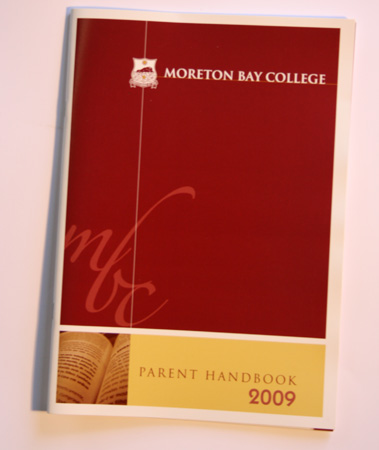 MORETON BAY COLLEGE
mbc
PARENT HANDBOOK
2009